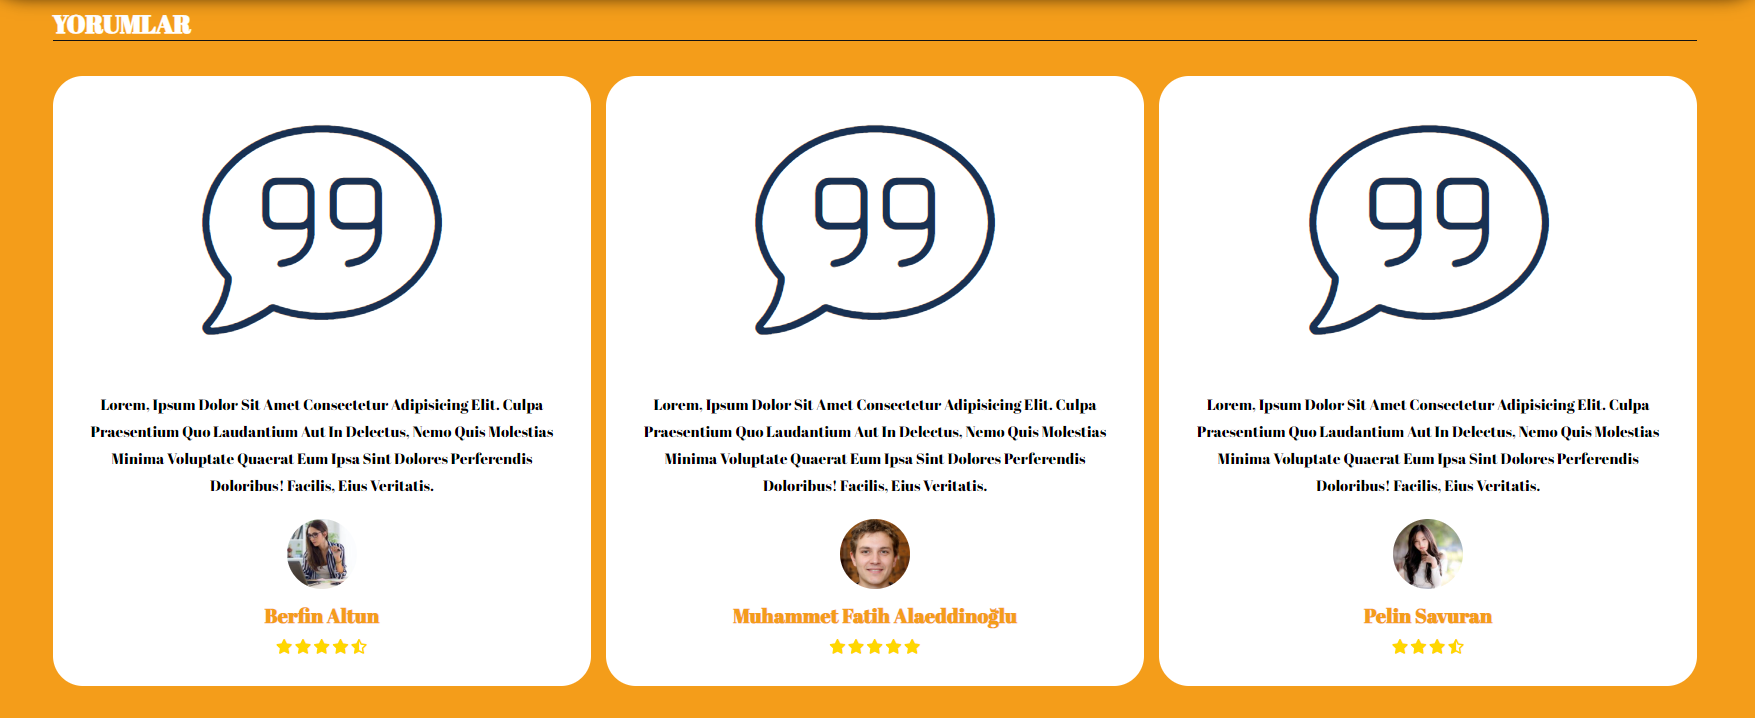 YORUMLAR
Lorem, Ipsum Dolor Sit Amet Consectetur Adipisicing Elit. Culpa
Praesentium Quo Laudantium Aut In Delectus, Nemo Quis Molestias
Minima Voluptate Quaerat Eum Ipsa Sint Dolores Perferendis
Doloribus! Facilis, Eius Veritatis.
Berfin Altun
Lorem, Ipsum Dolor Sit Amet Consectetur Adipisicing Elit. Culpa
Praesentium Quo Laudantium Aut In Delectus, Nemo Quis Molestias
Minima Voluptate Quaerat Eum Ipsa Sint Dolores Perferendis
Doloribus! Facilis, Eius Veritatis.
Muhammet Fatih Alaeddinoğlu
Lorem, Ipsum Dolor Sit Amet Consectetur Adipisicing Elit. Culpa
Praesentium Quo Laudantium Aut In Delectus, Nemo Quis Molestias
Minima Voluptate Quaerat Eum Ipsa Sint Dolores Perferendis
Doloribus! Facilis, Eius Veritatis.
Pelin Savuran